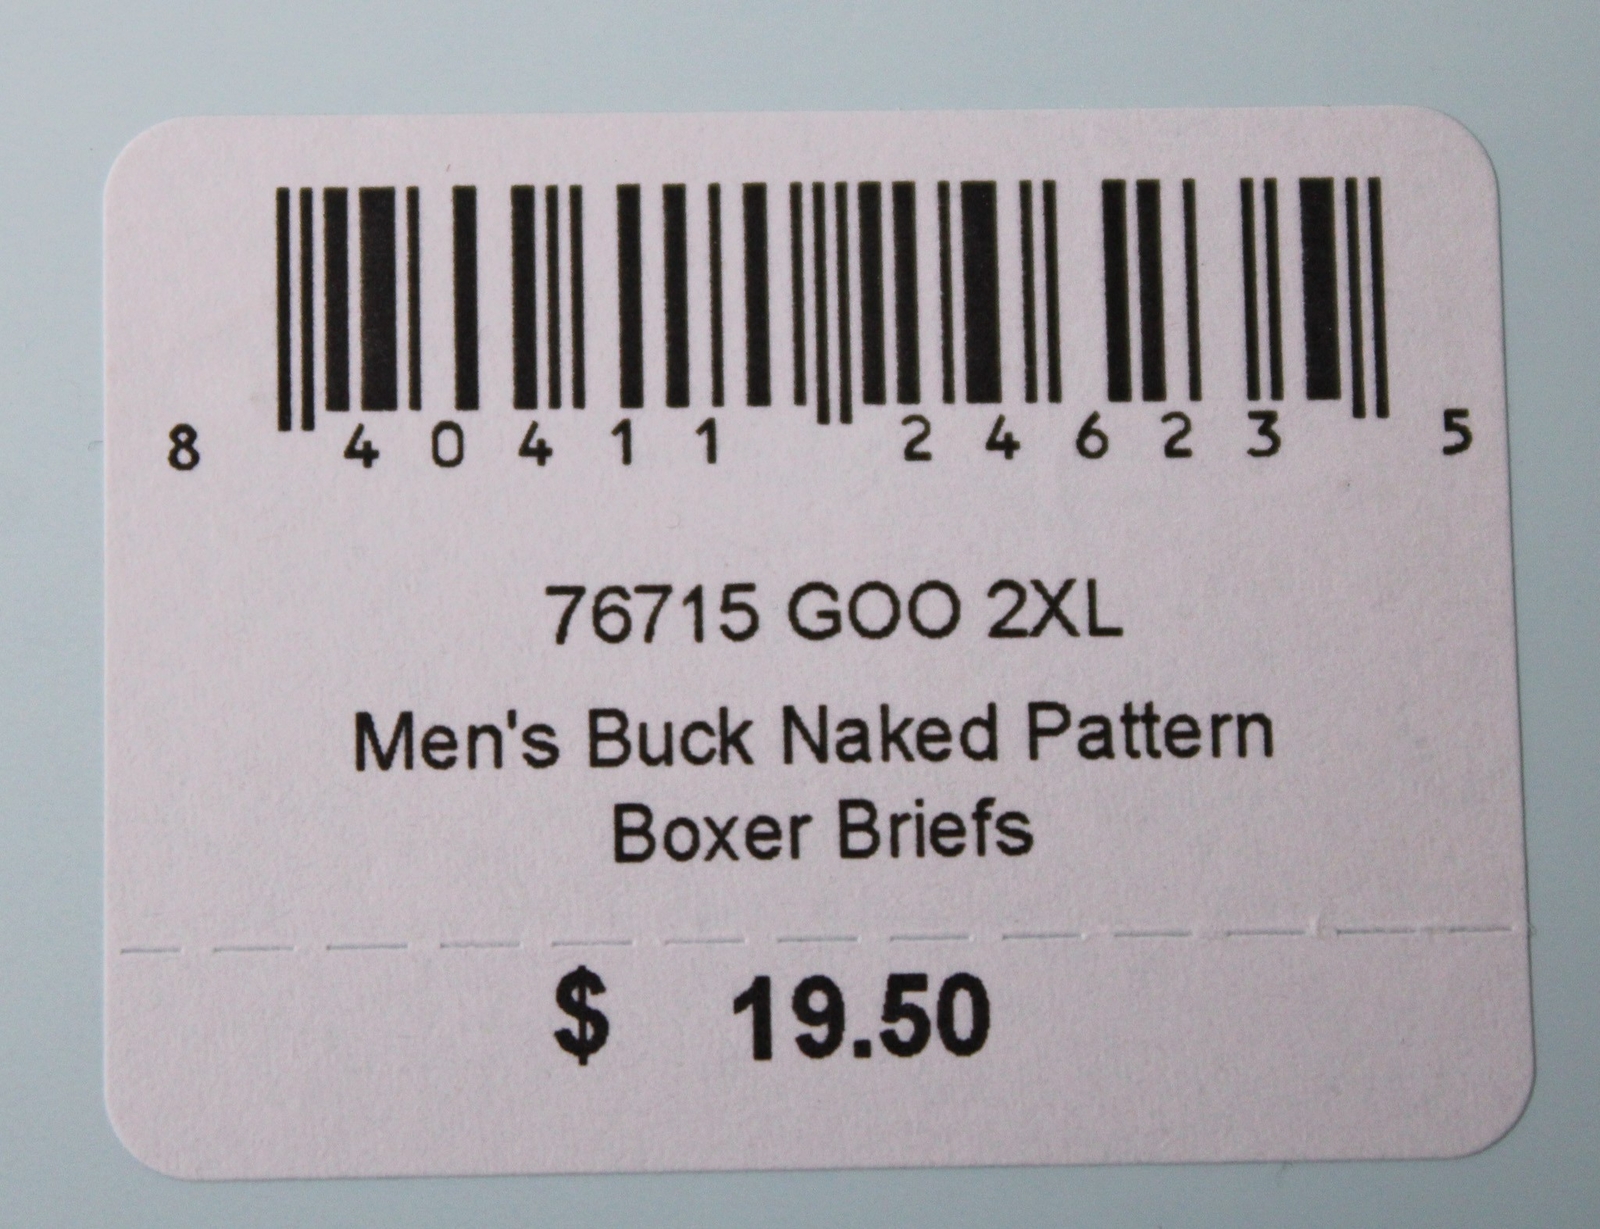 8 40411 24623 5
76715 GOO 2XL
Men's Buck Naked Pattern
Boxer Briefs
$ 19.50